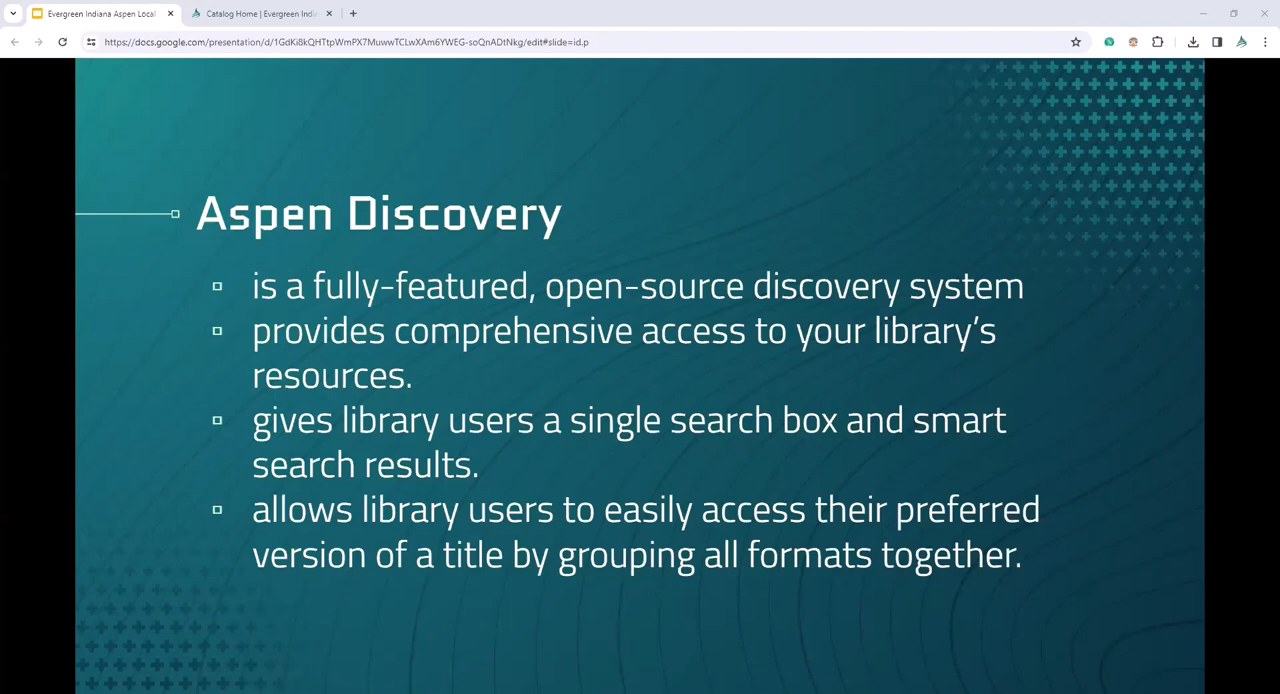 Evergreen Indiana Aspen Local
Catalog Home | Evergreen Indi
https://docs.google.com/presentation/d/1GdKi8kQHTtpWmPX7MuwwTCLwXAm6YWEG-soQnADtNkg/edit#slide=id.p
Aspen Discovery
is a fully-featured, open-source discovery system
provides comprehensive access to your library’s
resources.
gives library users a single search box and smart
search results.
allows library users to easily access their preferred
version of a title by grouping all formats together.